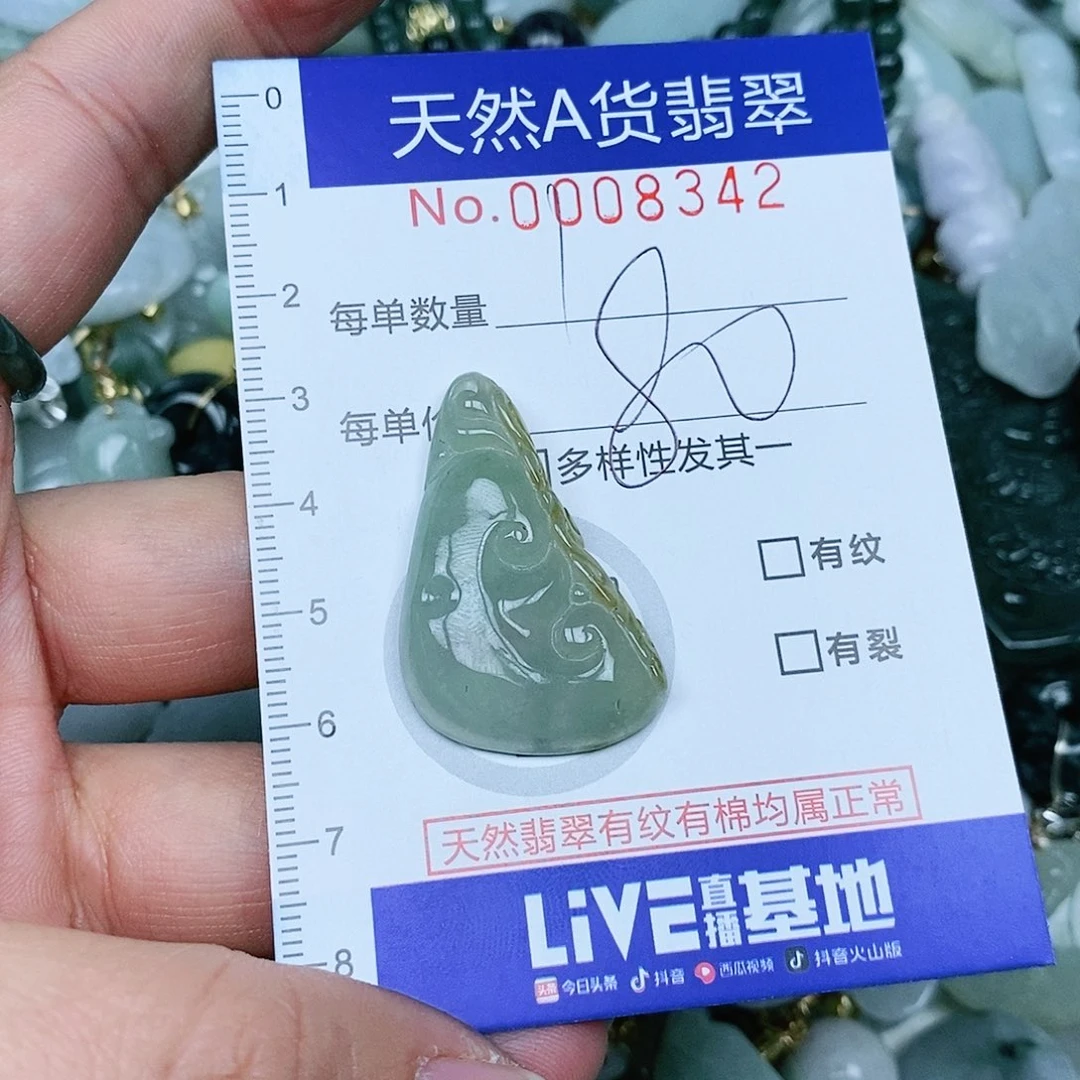 0
天然A货翡翠
1
No.0008342
2
每单数量
3
每单
多样性发其一
4
有纹
5
有裂
6
天然翡翠有纹有棉均属正常
7
LiVE直播基地
8
头条 今日头条 抖音 西瓜视频 抖音火山版